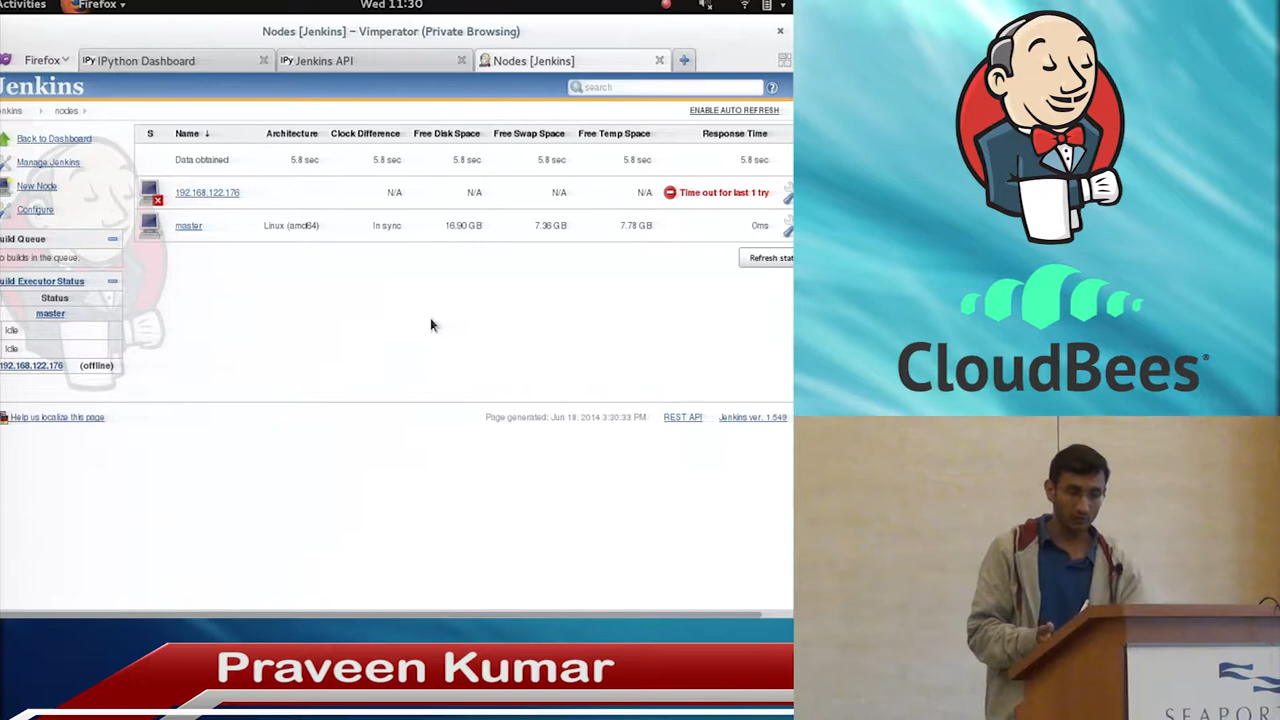 Activities Firefox Wed 11:30
Nodes [Jenkins] – Vimperator (Private Browsing)
Firefox IPython Dashboard IPy Jenkins API Nodes [Jenkins]
Jenkins search
nodes ENABLE AUTO REFRESH
Back to Dashboard
Manage Jenkins
New Node
Configure
S Name ↓ Architecture Clock Difference Free Disk Space Free Swap Space Free Temp Space Response Time
Data obtained 5.8 sec 5.8 sec 5.8 sec 5.8 sec 5.8 sec 5.8 sec
192.168.122.176 N/A N/A N/A N/A Time out for last 1 try
master Linux (amd64) In sync 16.90 GB 7.36 GB 7.78 GB 0ms
Refresh stat
uild Queue
o builds in the queue.
uild Executor Status
Status
master
Idle
Idle
192.168.122.176 (offline)
Help us localize this page Page generated: Jun 18, 2014 3:30:33 PM REST API Jenkins ver. 1.549
CloudBees
Praveen Kumar
SEAPOR